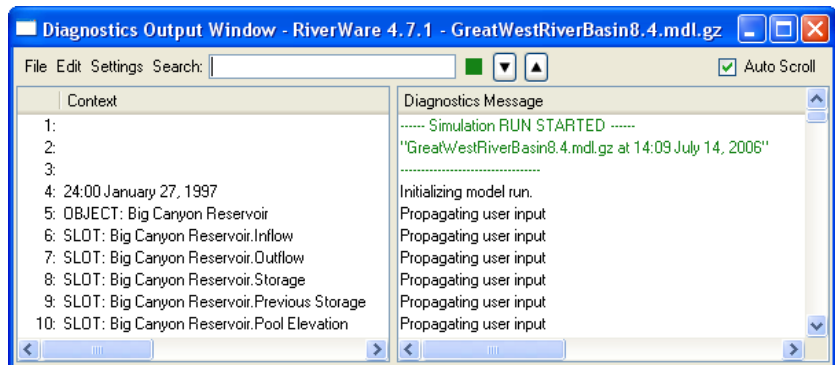 Diagnostics Output Window - RiverWare 4.7.1 - GreatWestRiverBasin8.4.mdl.gz
File Edit Settings Search: Auto Scroll
Context Diagnostics Message
1: ------ Simulation RUN STARTED ------
2: "GreatWestRiverBasin8.4.mdl.gz at 14:09 July 14, 2006"
3: ---------------------------------
4: 24:00 January 27, 1997 Initializing model run.
5: OBJECT: Big Canyon Reservoir Propagating user input
6: SLOT: Big Canyon Reservoir.Inflow Propagating user input
7: SLOT: Big Canyon Reservoir.Outflow Propagating user input
8: SLOT: Big Canyon Reservoir.Storage Propagating user input
9: SLOT: Big Canyon Reservoir.Previous Storage Propagating user input
10: SLOT: Big Canyon Reservoir.Pool Elevation Propagating user input